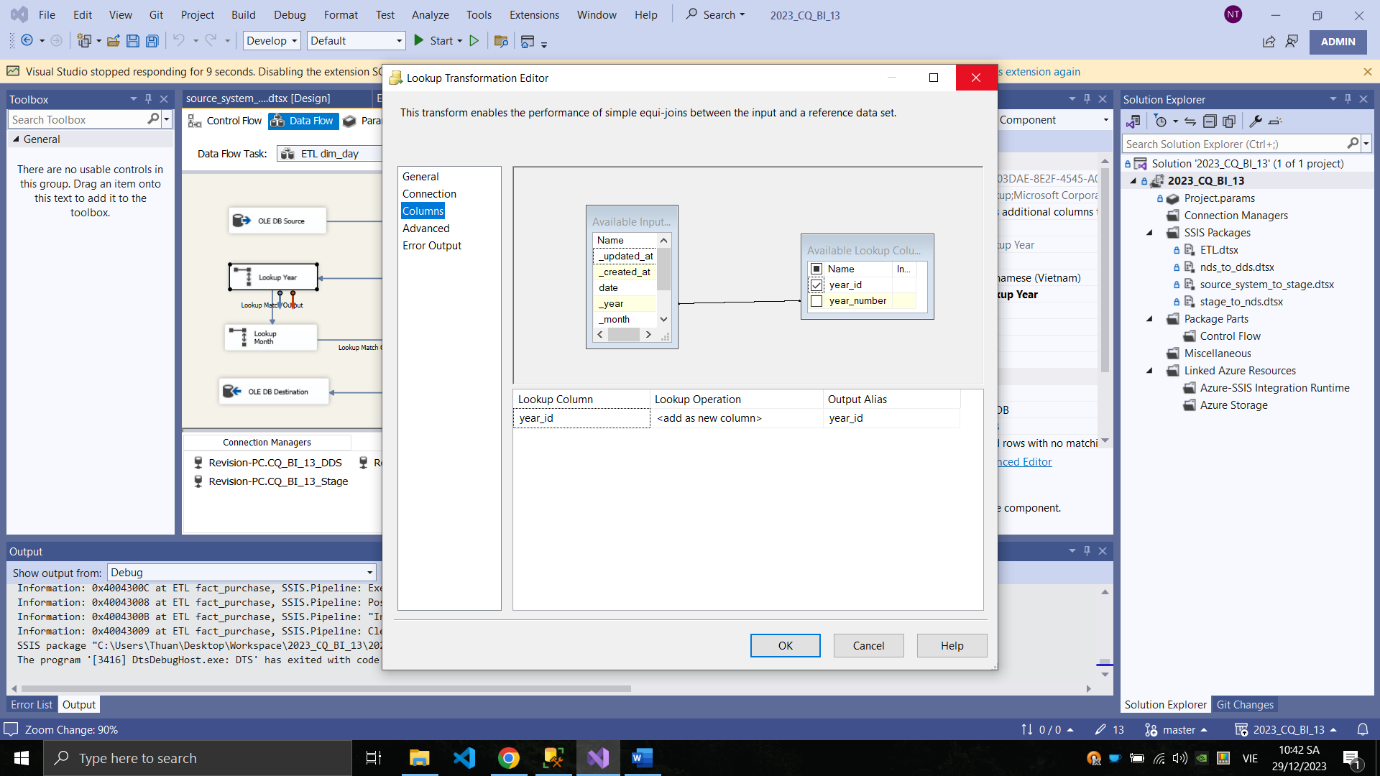 File Edit View Git Project Build Debug Format Test Analyze Tools Extensions Window Help Search 2023_CQ_BI_13 NT
Develop Default Start ADMIN
Visual Studio stopped responding for 9 seconds. Disabling the extension
s extension again
Toolbox
Search Toolbox
General
There are no usable controls in
this group. Drag an item onto
this text to add it to the
toolbox.
source_system_....dtsx [Design]
Control Flow Data Flow
Data Flow Task: ETL dim_day
OLE DB Source
Lookup Year
Lookup Match Output
Lookup
Month
Lookup Match
OLE DB Destination
Connection Managers
Revision-PC.CQ_BI_13_DDS
Revision-PC.CQ_BI_13_Stage
Lookup Transformation Editor
This transform enables the performance of simple equi-joins between the input and a reference data set.
General
Connection
Columns
Advanced
Error Output
Available Input...
Name
_updated_at
_created_at
date
_year
_month
Available Lookup Colu...
Name In...
year_id
year_number
Lookup Column Lookup Operation Output Alias
year_id <add as new column> year_id
OK Cancel Help
Component
03DAE-8E2F-4545-A0
kup;Microsoft Corpora
s additional columns
kup Year
namese (Vietnam)
kup Year
DB
l rows with no matchi
nced Editor
e component.
Solution Explorer
Search Solution Explorer (Ctrl+;)
Solution '2023_CQ_BI_13' (1 of 1 project)
2023_CQ_BI_13
Project.params
Connection Managers
SSIS Packages
ETL.dtsx
nds_to_dds.dtsx
source_system_to_stage.dtsx
stage_to_nds.dtsx
Package Parts
Control Flow
Miscellaneous
Linked Azure Resources
Azure-SSIS Integration Runtime
Azure Storage
Solution Explorer Git Changes
Output
Show output from: Debug
Information: 0x4004300C at ETL fact_purchase, SSIS.Pipeline: Exe
Information: 0x40043008 at ETL fact_purchase, SSIS.Pipeline: Pos
Information: 0x4004300B at ETL fact_purchase, SSIS.Pipeline: "In
Information: 0x40043009 at ETL fact_purchase, SSIS.Pipeline: Cle
SSIS package "C:\Users\Thuan\Desktop\Workspace\2023_CQ_BI_13\202
The program '[3416] DtsDebugHost.exe: DTS' has exited with code
Error List Output
Zoom Change: 90% 0 / 0 13 master 2023_CQ_BI_13
Type here to search
VIE
10:42 SA
29/12/2023
1